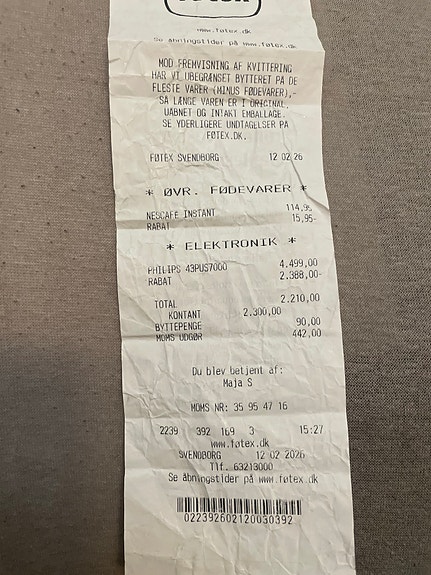 www.føtex.dk
Se åbningstider på www.føtex.dk
MOD FREMVISNING AF KVITTERING
HAR VI UBEGRÆNSET BYTTERET PÅ DE
FLESTE VARER (MINUS FØDEVARER),-
SÅ LÆNGE VAREN ER I ORIGINAL,
UÅBNET OG INTAKT EMBALLAGE.
SE YDERLIGERE UNDTAGELSER PÅ
FØTEX.DK.
FØTEX SVENDBORG 12 02 26
* ØVR. FØDEVARER *
NESCAFE INSTANT 114,95
RABAT 15,95-
* ELEKTRONIK *
PHILIPS 43PUS7000 4.499,00
RABAT 2.388,00-
TOTAL 2.210,00
KONTANT 2.300,00
BYTTEPENGE 90,00
MOMS UDGØR 442,00
Du blev betjent af:
Maja S
MOMS NR: 35 95 47 16
2239 392 169 3 15:27
www.føtex.dk
SVENDBORG 12 02 2026
Tlf. 63213000
Se åbningstider på www.føtex.dk
022392602120030392